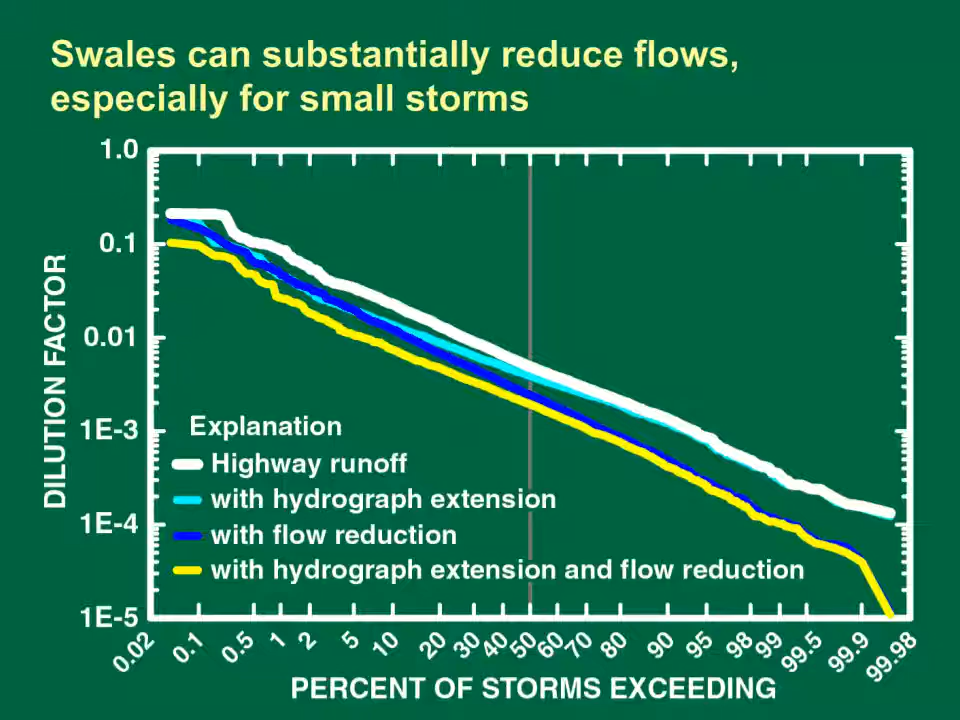 Swales can substantially reduce flows,
especially for small storms
1.0
0.1
0.01
1E-3
1E-4
1E-5
DILUTION FACTOR
Explanation
Highway runoff
with hydrograph extension
with flow reduction
with hydrograph extension and flow reduction
0.02 0.1 0.5 1 2 5 10 20 30 40 50 60 70 80 90 95 98 99 99.5 99.9 99.98
PERCENT OF STORMS EXCEEDING